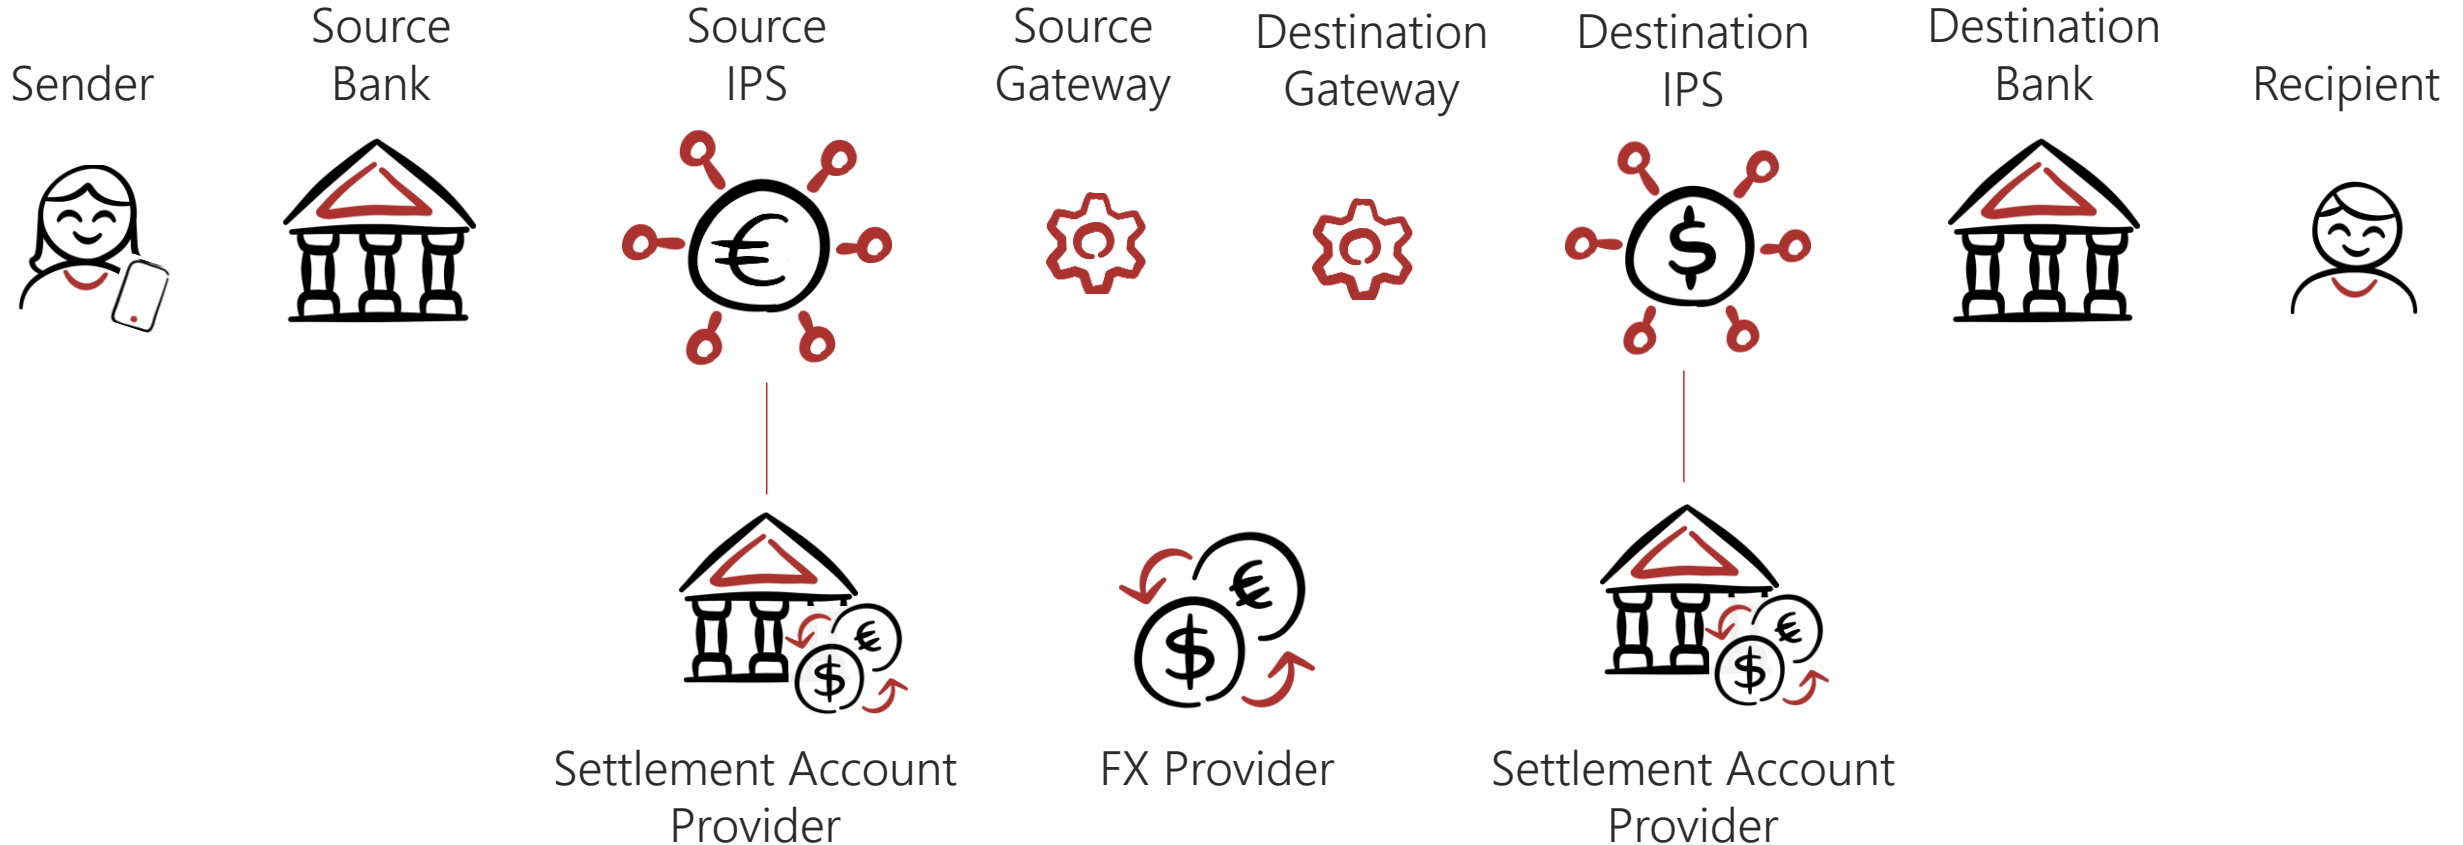 Sender
Source
Bank
Source
IPS
Source
Gateway
Destination
Gateway
Destination
IPS
Destination
Bank
Recipient
€
$
€
$
€
$
€
$
Settlement Account
Provider
FX Provider
Settlement Account
Provider